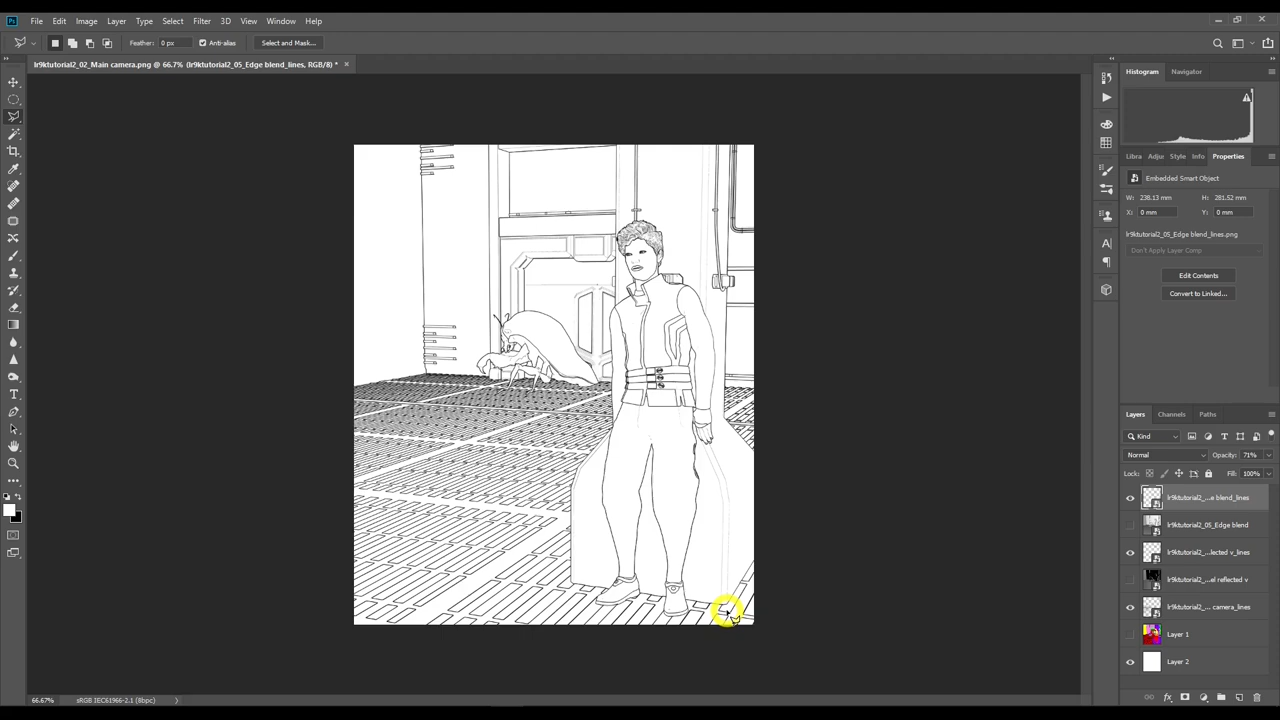 Ps File Edit Image Layer Type Select Filter 3D View Window Help
Feather: 0 px Anti-alias Select and Mask...
lr9ktutorial2_02_Main camera.png @ 66.7% (lr9ktutorial2_05_Edge blend_lines, RGB/8) *
Histogram Navigator
Libra Adju: Style Info Properties
Embedded Smart Object
W: 238.13 mm H: 281.52 mm
X: 0 mm Y: 0 mm
lr9ktutorial2_05_Edge blend_lines.png
Don't Apply Layer Comp
Edit Contents
Convert to Linked...
Layers Channels Paths
Kind
Normal Opacity: 71%
Lock: Fill: 100%
lr9ktutorial2_...e blend_lines
lr9ktutorial2_05_Edge blend
lr9ktutorial2_...lected v_lines
lr9ktutorial2_...el reflected v
lr9ktutorial2_... camera_lines
Layer 1
Layer 2
66.67% sRGB IEC61966-2.1 (8bpc)